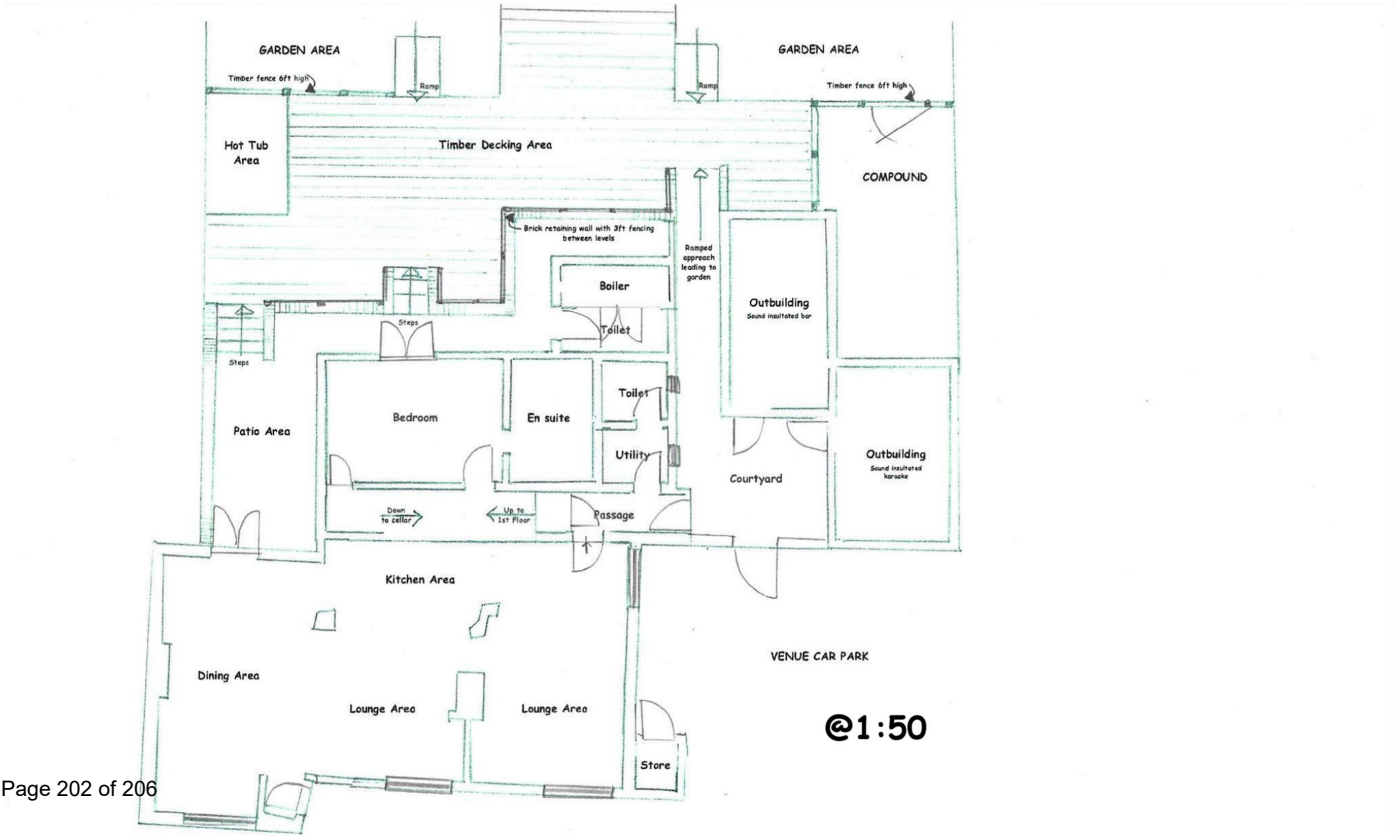 GARDEN AREA
GARDEN AREA
Timber fence 6ft high
Ramp
Ramp
Timber fence 6ft high
Hot Tub
Area
Timber Decking Area
COMPOUND
Brick retaining wall with 3ft fencing
between levels
Ramped
approach
leading to
garden
Boiler
Outbuilding
Sound insultated bar
Steps
Toilet
Steps
Toilet
Bedroom
En suite
Patio Area
Utility
Outbuilding
Sound insultated
karaoke
Courtyard
Down
to cellar
Up to
1st Floor
Passage
Kitchen Area
VENUE CAR PARK
Dining Area
Lounge Area
Lounge Area
@1:50
Store
Page 202 of 206